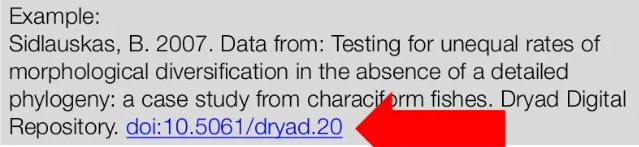 Example:
Sidlauskas, B. 2007. Data from: Testing for unequal rates of
morphological diversification in the absence of a detailed
phylogeny: a case study from characiform fishes. Dryad Digital
Repository. doi:10.5061/dryad.20